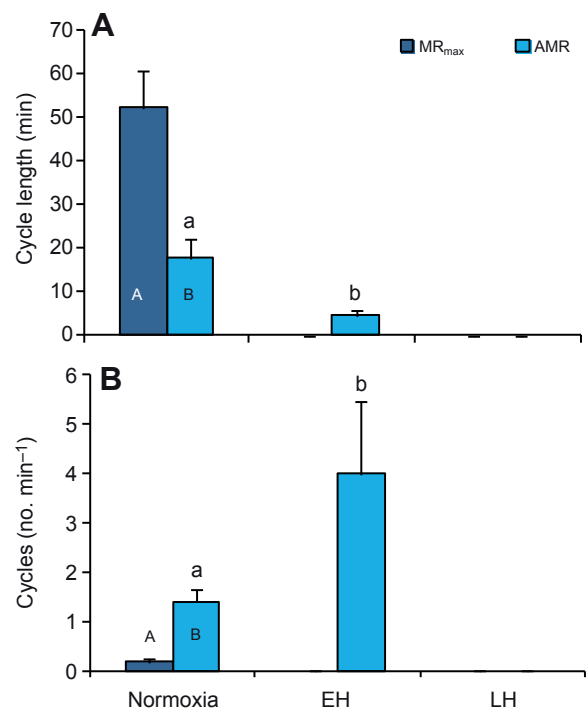 A
70
MRmax
AMR
60
50
40
30
20
10
0
Cycle length (min)
a
A
B
b
B
6
5
4
3
2
1
0
Cycles (no. min−1)
b
a
A
B
Normoxia EH LH